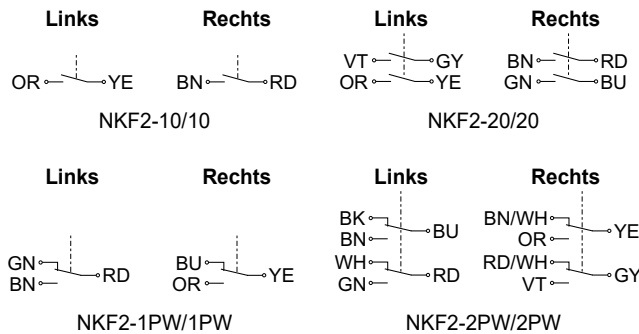 Links Rechts Links Rechts
OR YE BN RD VT GY BN RD
OR YE GN BU
NKF2-10/10 NKF2-20/20
Links Rechts Links Rechts
BK BU BN/WH YE
BN OR
GN RD BU YE WH RD RD/WH GY
BN OR GN VT
NKF2-1PW/1PW NKF2-2PW/2PW